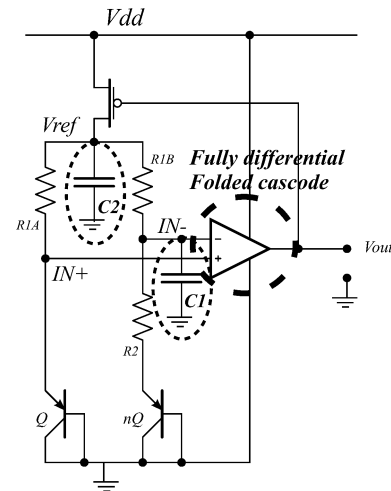 Vdd
Vref
R1B
Fully differential
Folded cascode
C2
R1A
IN-
IN+
-
+
Vout
C1
R2
Q
nQ